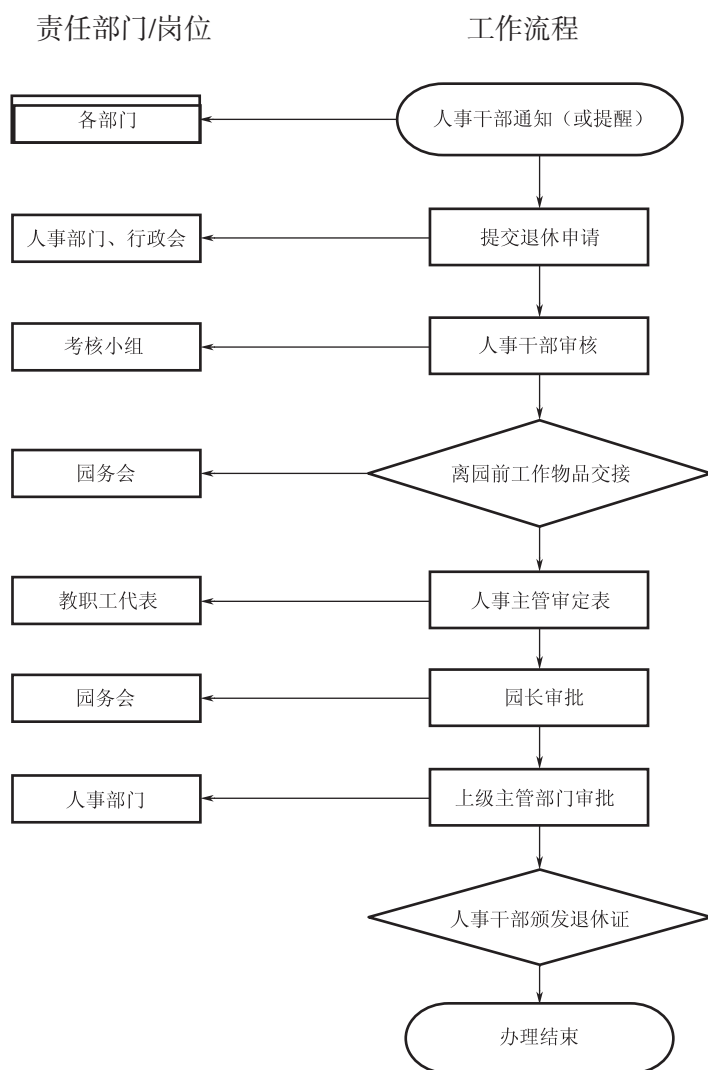 责任部门/岗位 工作流程
各部门 人事干部通知（或提醒）
人事部门、行政会 提交退休申请
考核小组 人事干部审核
园务会 离园前工作物品交接
教职工代表 人事主管审定表
园务会 园长审批
人事部门 上级主管部门审批
人事干部颁发退休证
办理结束